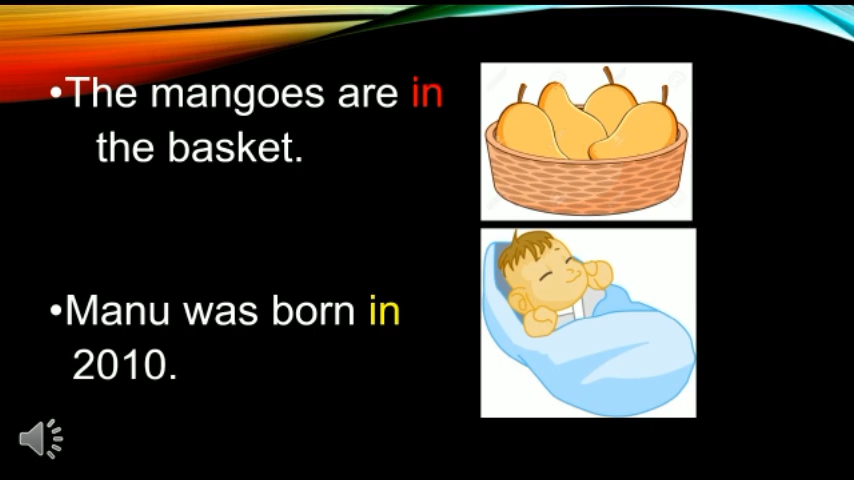 •The mangoes are in
the basket.
•Manu was born in
2010.